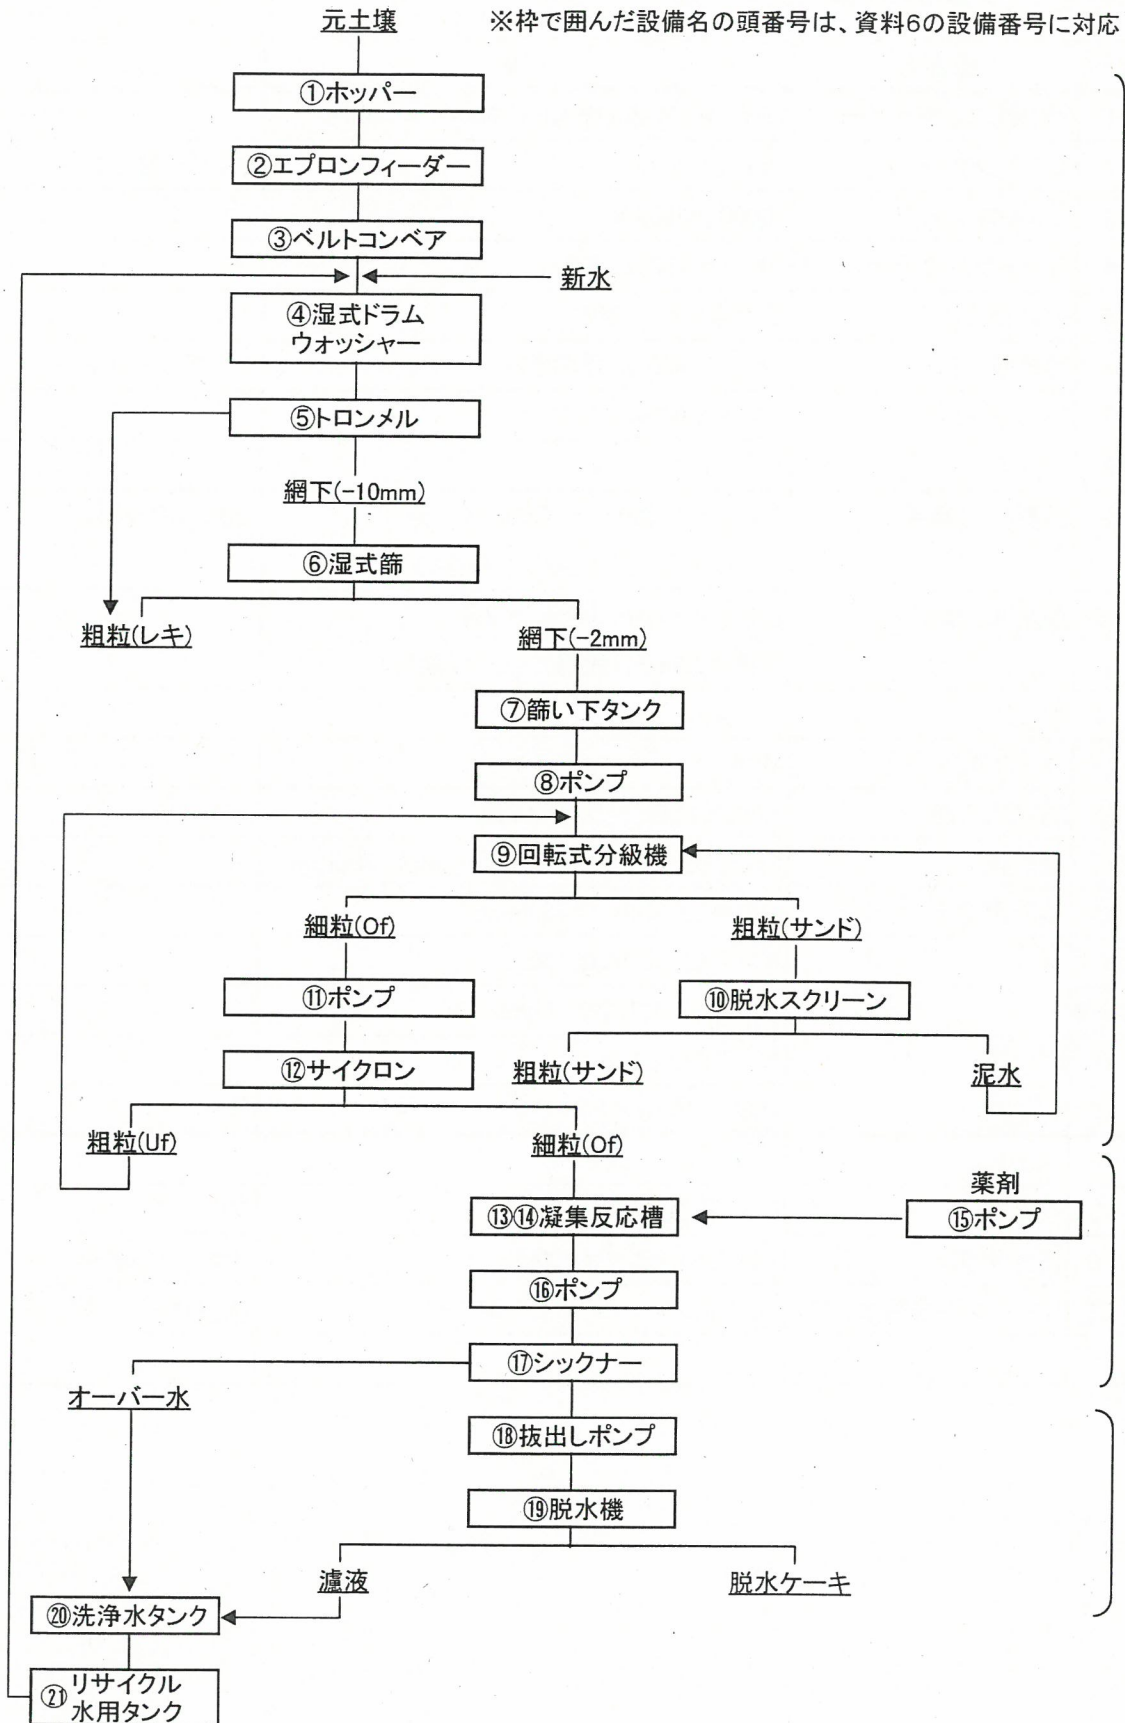 元土壌
※枠で囲んだ設備名の頭番号は、資料6の設備番号に対応
①ホッパー
②エプロンフィーダー
③ベルトコンベア
新水
④湿式ドラム
ウォッシャー
⑤トロンメル
網下(-10mm)
⑥湿式篩
粗粒(レキ)
網下(-2mm)
⑦篩い下タンク
⑧ポンプ
⑨回転式分級機
細粒(Of)
粗粒(サンド)
⑪ポンプ
⑩脱水スクリーン
⑫サイクロン
粗粒(サンド)
泥水
粗粒(Uf)
細粒(Of)
薬剤
⑬⑭凝集反応槽
⑮ポンプ
⑯ポンプ
⑰シックナー
オーバー水
⑱抜出しポンプ
⑲脱水機
濾液
脱水ケーキ
⑳洗浄水タンク
㉑リサイクル
水用タンク